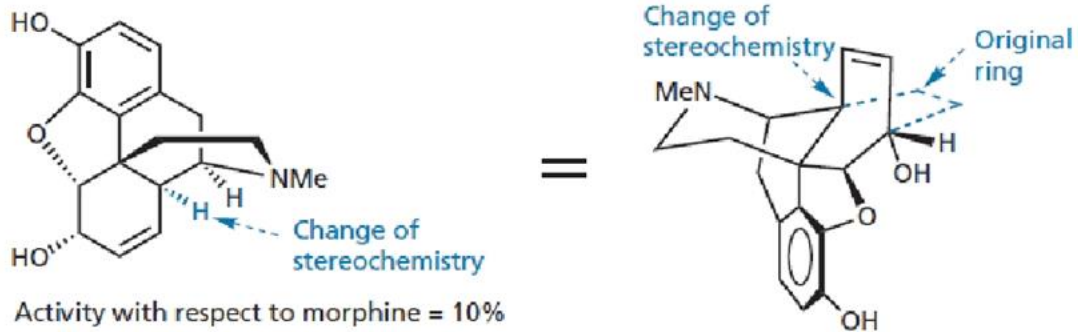 HO
O
NMe
H
H
HO
Change of
stereochemistry
Activity with respect to morphine = 10%
=
Change of
stereochemistry
Original
ring
MeN
H
OH
O
OH